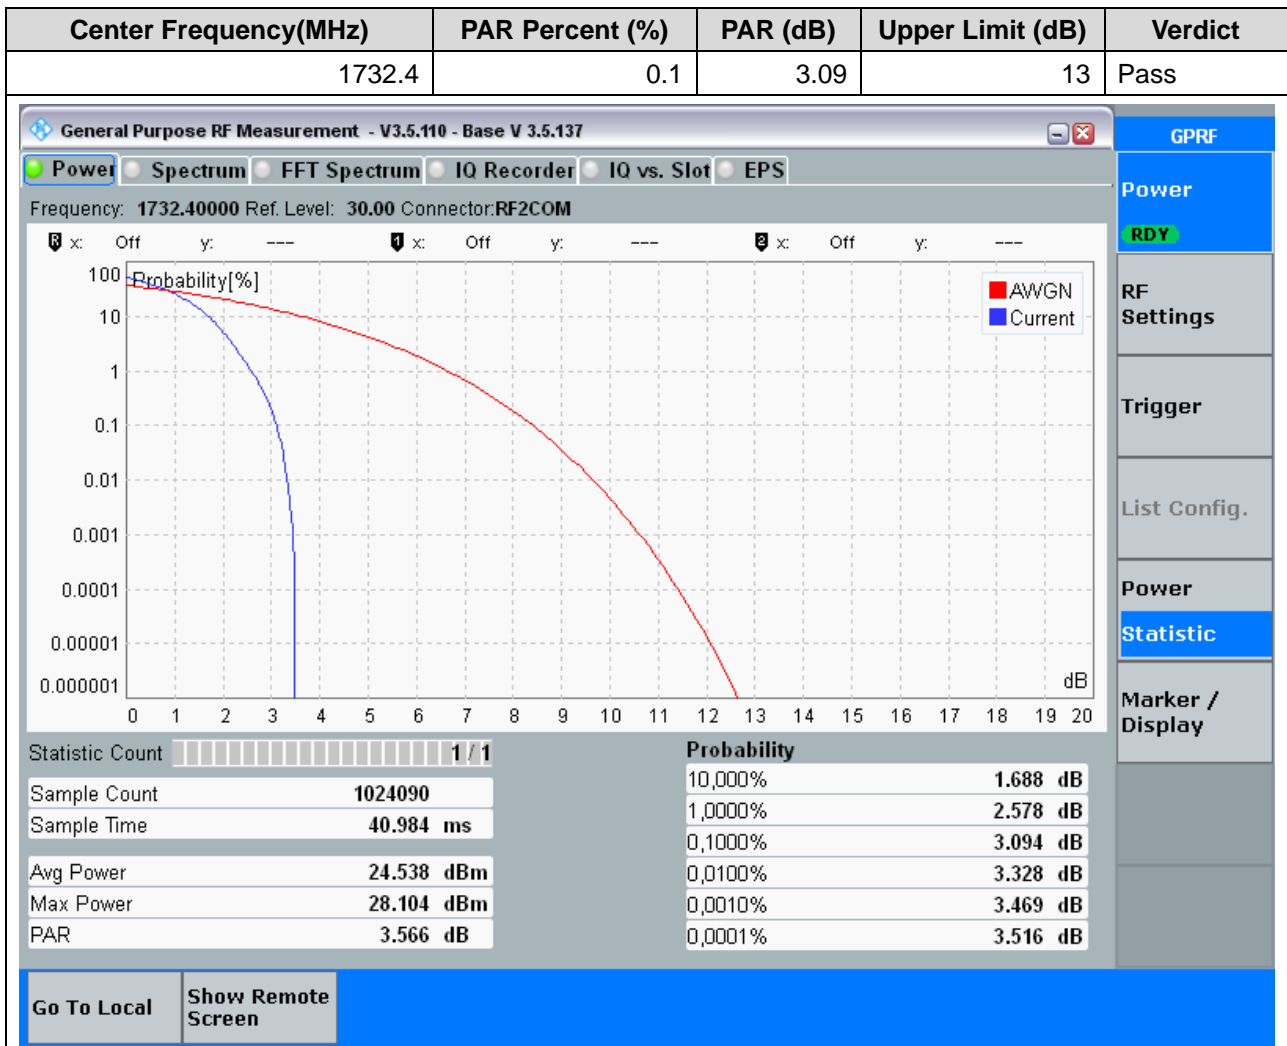 Center Frequency(MHz) PAR Percent (%) PAR (dB) Upper Limit (dB) Verdict
1732.4 0.1 3.09 13 Pass
General Purpose RF Measurement - V3.5.110 - Base V 3.5.137
GPRF
Power Spectrum FFT Spectrum IQ Recorder IQ vs. Slot EPS
Power
RDY
Frequency: 1732.40000 Ref. Level: 30.00 Connector:RF2COM
R x: Off y: --- 1 x: Off y: --- 2 x: Off y: ---
Probability[%]
AWGN
Current
100
10
1
0.1
0.01
0.001
0.0001
0.00001
0.000001
dB
0 1 2 3 4 5 6 7 8 9 10 11 12 13 14 15 16 17 18 19 20
RF
Settings
Trigger
List Config.
Power
Statistic
Marker /
Display
Statistic Count 1 / 1
Sample Count 1024090
Sample Time 40.984 ms
Avg Power 24.538 dBm
Max Power 28.104 dBm
PAR 3.566 dB
Probability
10,000% 1.688 dB
1,0000% 2.578 dB
0,1000% 3.094 dB
0,0100% 3.328 dB
0,0010% 3.469 dB
0,0001% 3.516 dB
Go To Local
Show Remote
Screen